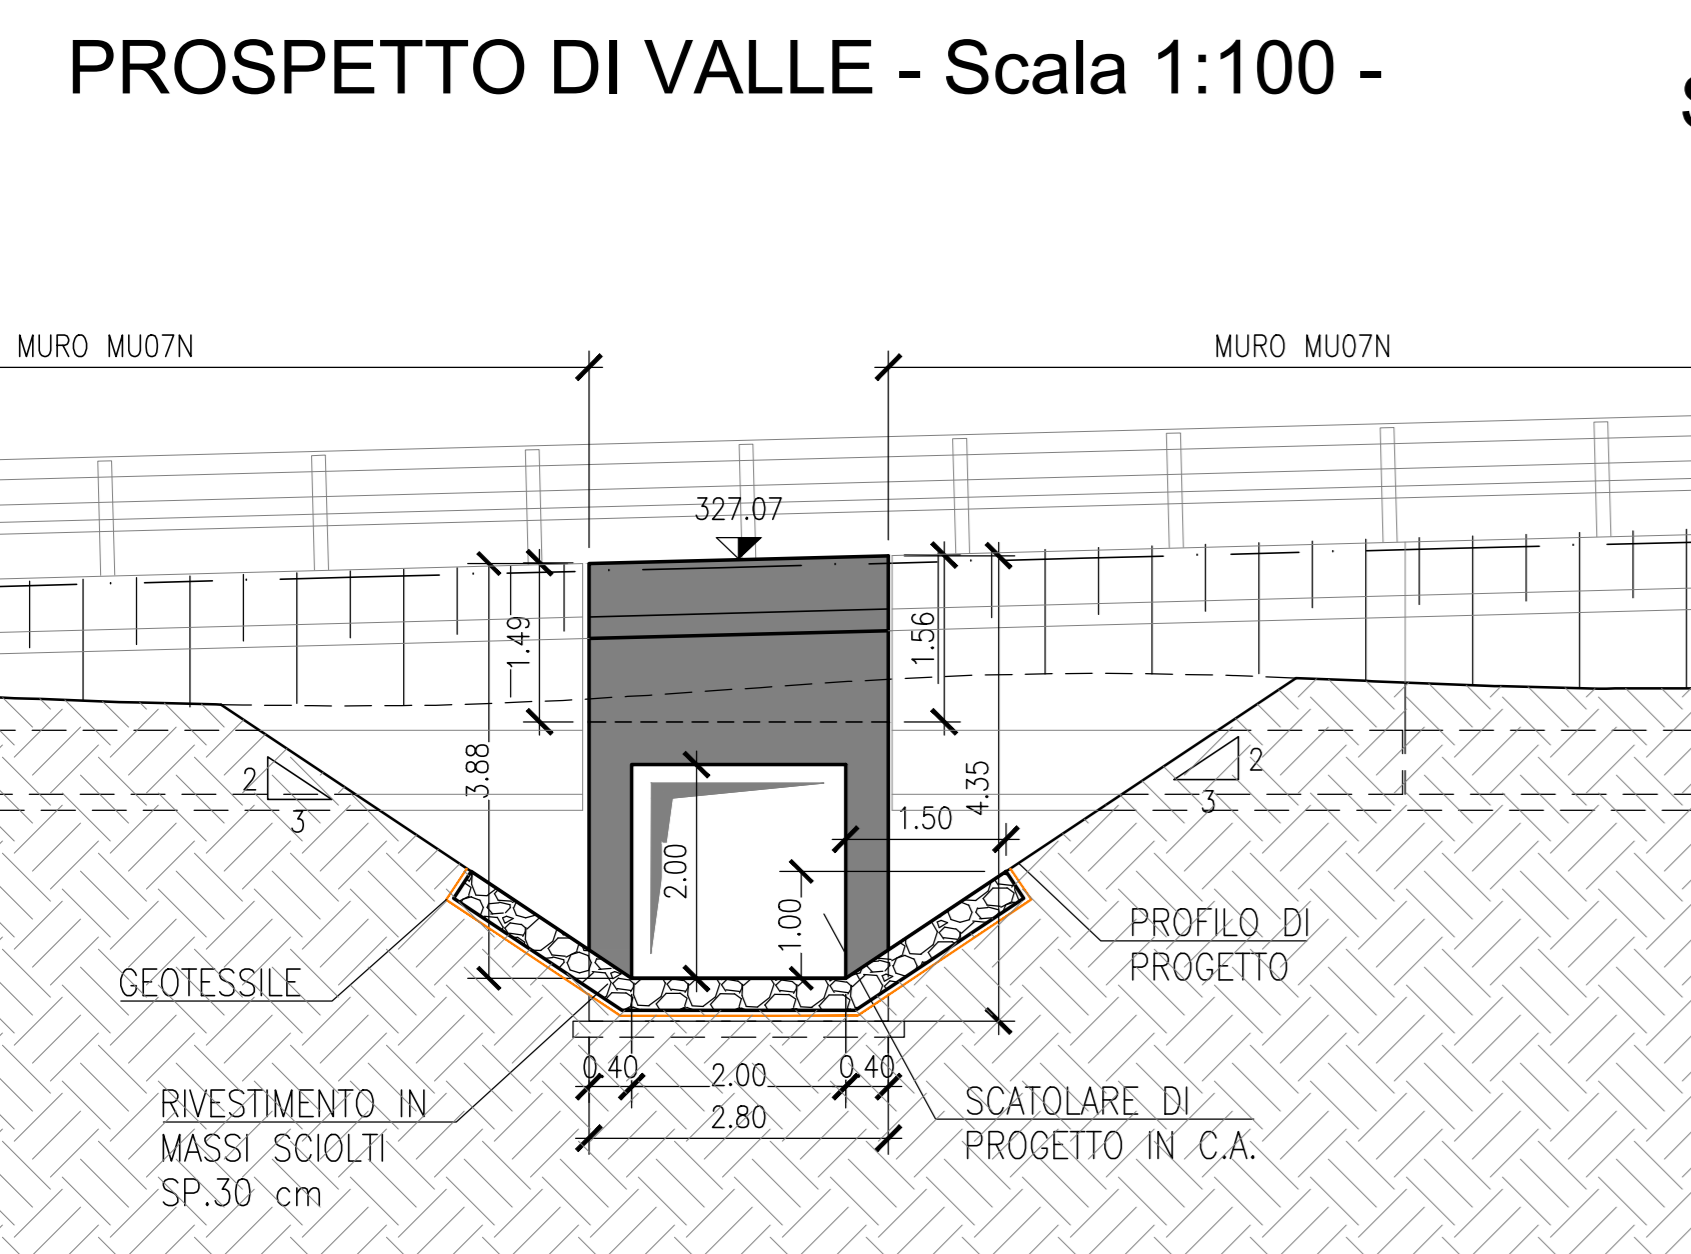 PROSPETTO DI VALLE - Scala 1:100 -
MURO MU07N
MURO MU07N
327.07
1.49
1.56
3.88
4.35
2
3
2
3
1.50
2.00
1.00
GEOTESSILE
PROFILO DI
PROGETTO
0.40
2.00
0.40
2.80
RIVESTIMENTO IN
MASSI SCIOLTI
SP.30 cm
SCATOLARE DI
PROGETTO IN C.A.